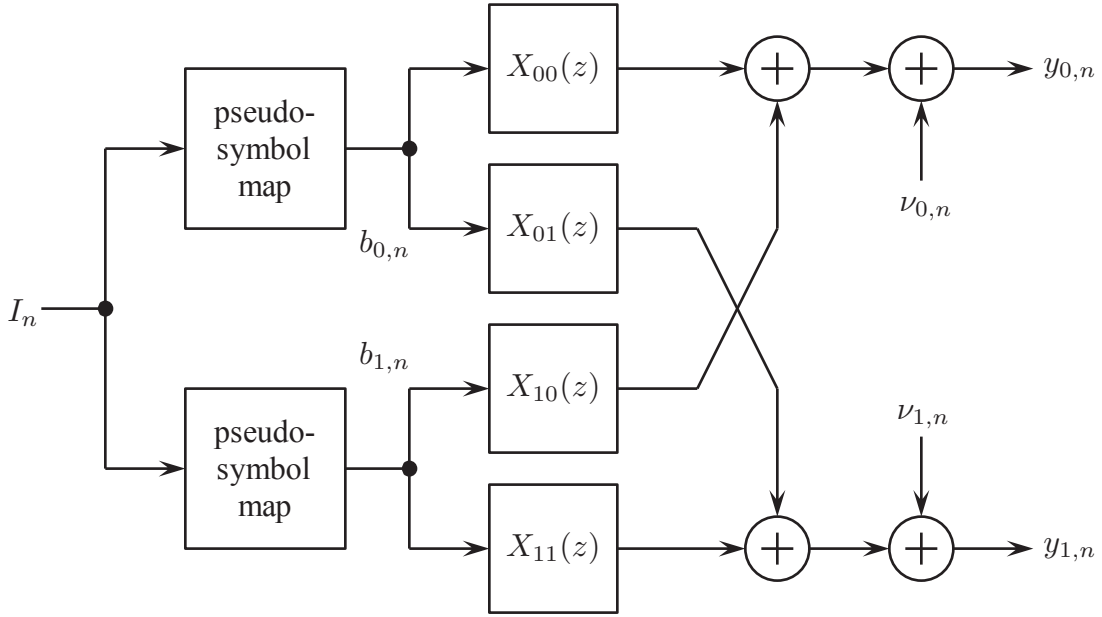 X_{00}(z)
y_{0,n}
pseudo-
symbol
map
ν_{0,n}
b_{0,n}
X_{01}(z)
I_n
b_{1,n}
X_{10}(z)
ν_{1,n}
pseudo-
symbol
map
X_{11}(z)
y_{1,n}